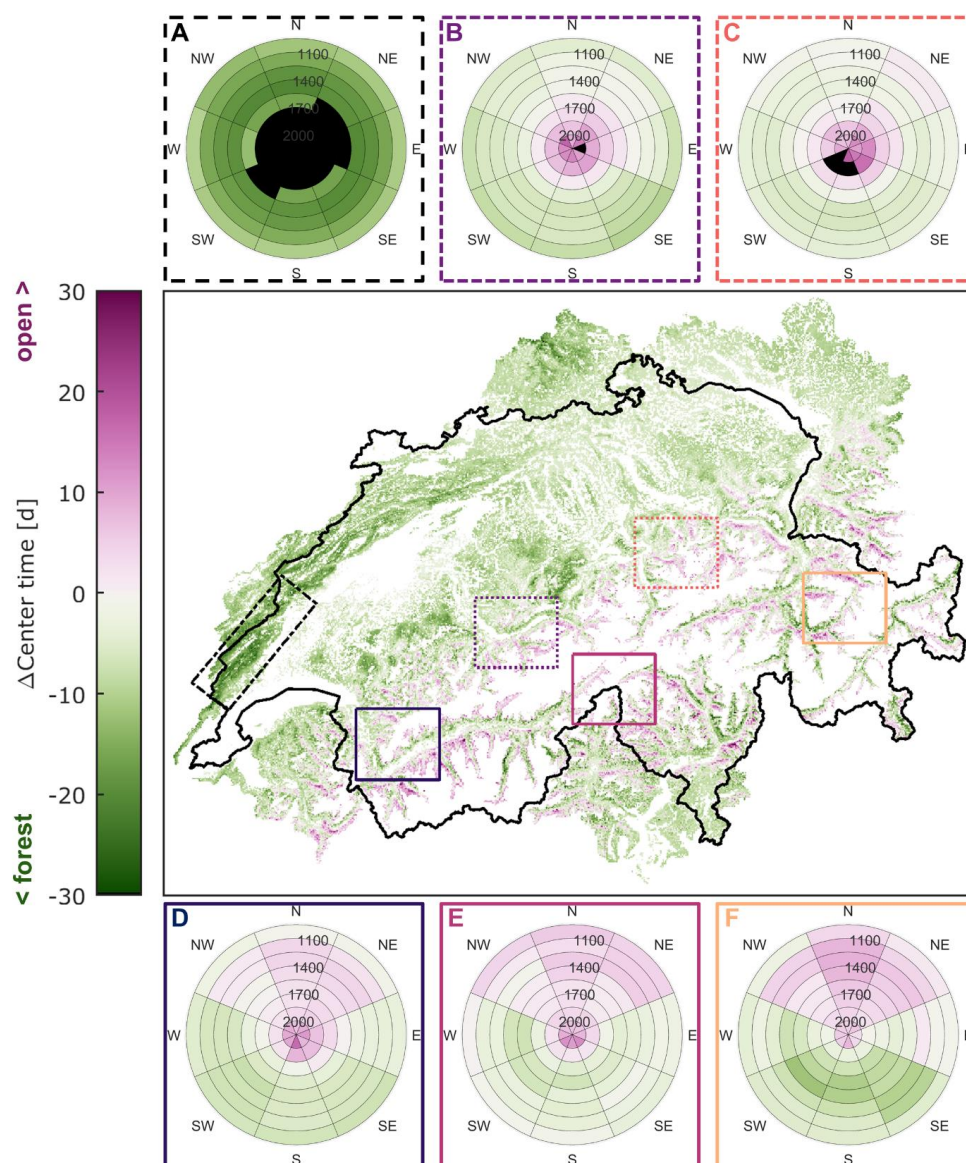 A
N
NW
NE
1100
1400
1700
2000
W
E
SW
SE
S
B
N
NW
NE
1100
1400
1700
2000
W
E
SW
SE
S
C
N
NW
NE
1100
1400
1700
2000
W
E
SW
SE
S
open >
ΔCenter time [d]
< forest
30
20
10
0
-10
-20
-30
D
N
NW
NE
1100
1400
1700
2000
W
E
SW
SE
S
E
N
NW
NE
1100
1400
1700
2000
W
E
SW
SE
S
F
N
NW
NE
1100
1400
1700
2000
W
SW
SE
S